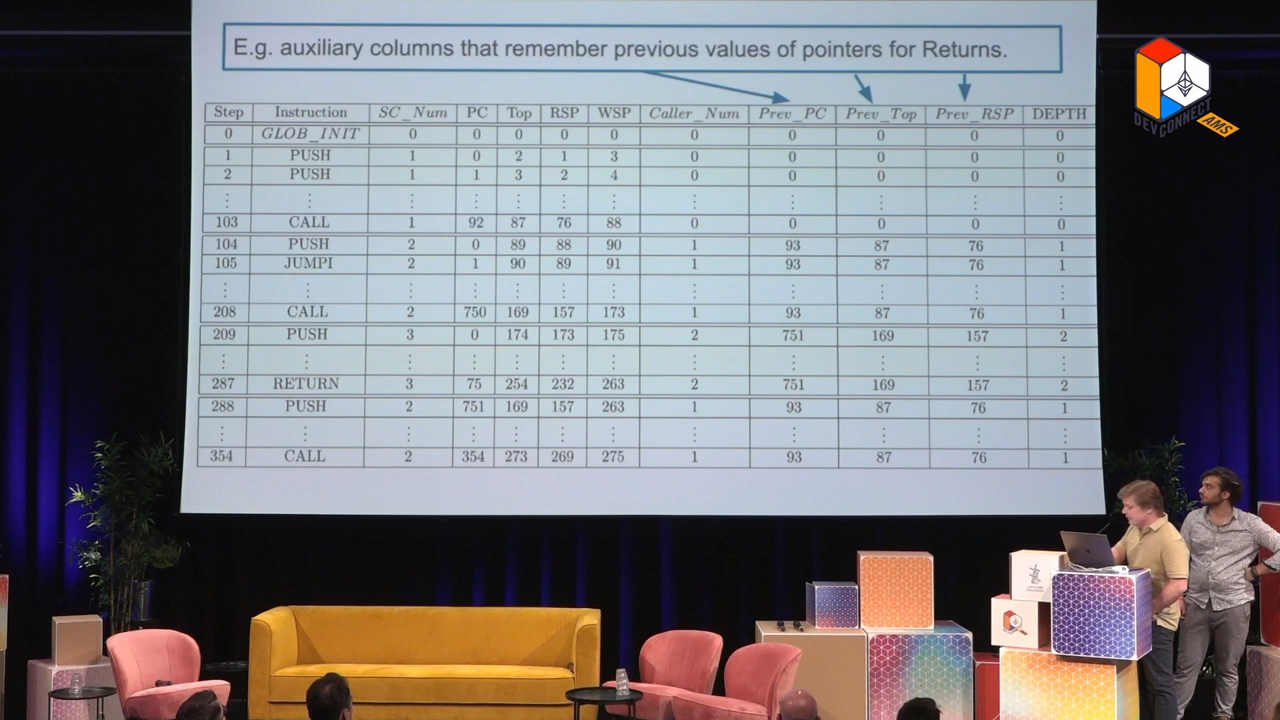 E.g. auxiliary columns that remember previous values of pointers for Returns.
Step Instruction SC_Num PC Top RSP WSP Caller_Num Prev_PC Prev_Top Prev_RSP DEPTH
0 GLOB_INIT 0 0 0 0 0 0 0 0 0 0
1 PUSH 1 0 2 1 3 0 0 0 0 0
2 PUSH 1 1 3 2 4 0 0 0 0 0
⋮ ⋮ ⋮ ⋮ ⋮ ⋮ ⋮ ⋮ ⋮ ⋮ ⋮ ⋮
103 CALL 1 92 87 76 88 0 0 0 0 0
104 PUSH 2 0 89 88 90 1 93 87 76 1
105 JUMPI 2 1 90 89 91 1 93 87 76 1
⋮ ⋮ ⋮ ⋮ ⋮ ⋮ ⋮ ⋮ ⋮ ⋮ ⋮ ⋮
208 CALL 2 750 169 157 173 1 93 87 76 1
209 PUSH 3 0 174 173 175 2 751 169 157 2
⋮ ⋮ ⋮ ⋮ ⋮ ⋮ ⋮ ⋮ ⋮ ⋮ ⋮ ⋮
287 RETURN 3 75 254 232 263 2 751 169 157 2
288 PUSH 2 751 169 157 263 1 93 87 76 1
⋮ ⋮ ⋮ ⋮ ⋮ ⋮ ⋮ ⋮ ⋮ ⋮ ⋮ ⋮
354 CALL 2 354 273 269 275 1 93 87 76 1
DEVCONNECT
AMS